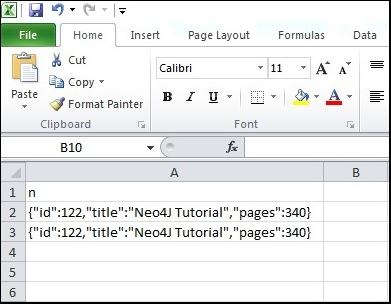 File Home Insert Page Layout Formulas Data
Paste
Cut
Copy
Format Painter
Clipboard
Calibri 11 A A
B I U A
Font
B10 fx
A B
1 n
2 {"id":122,"title":"Neo4J Tutorial","pages":340}
3 {"id":122,"title":"Neo4J Tutorial","pages":340}
4
5
6